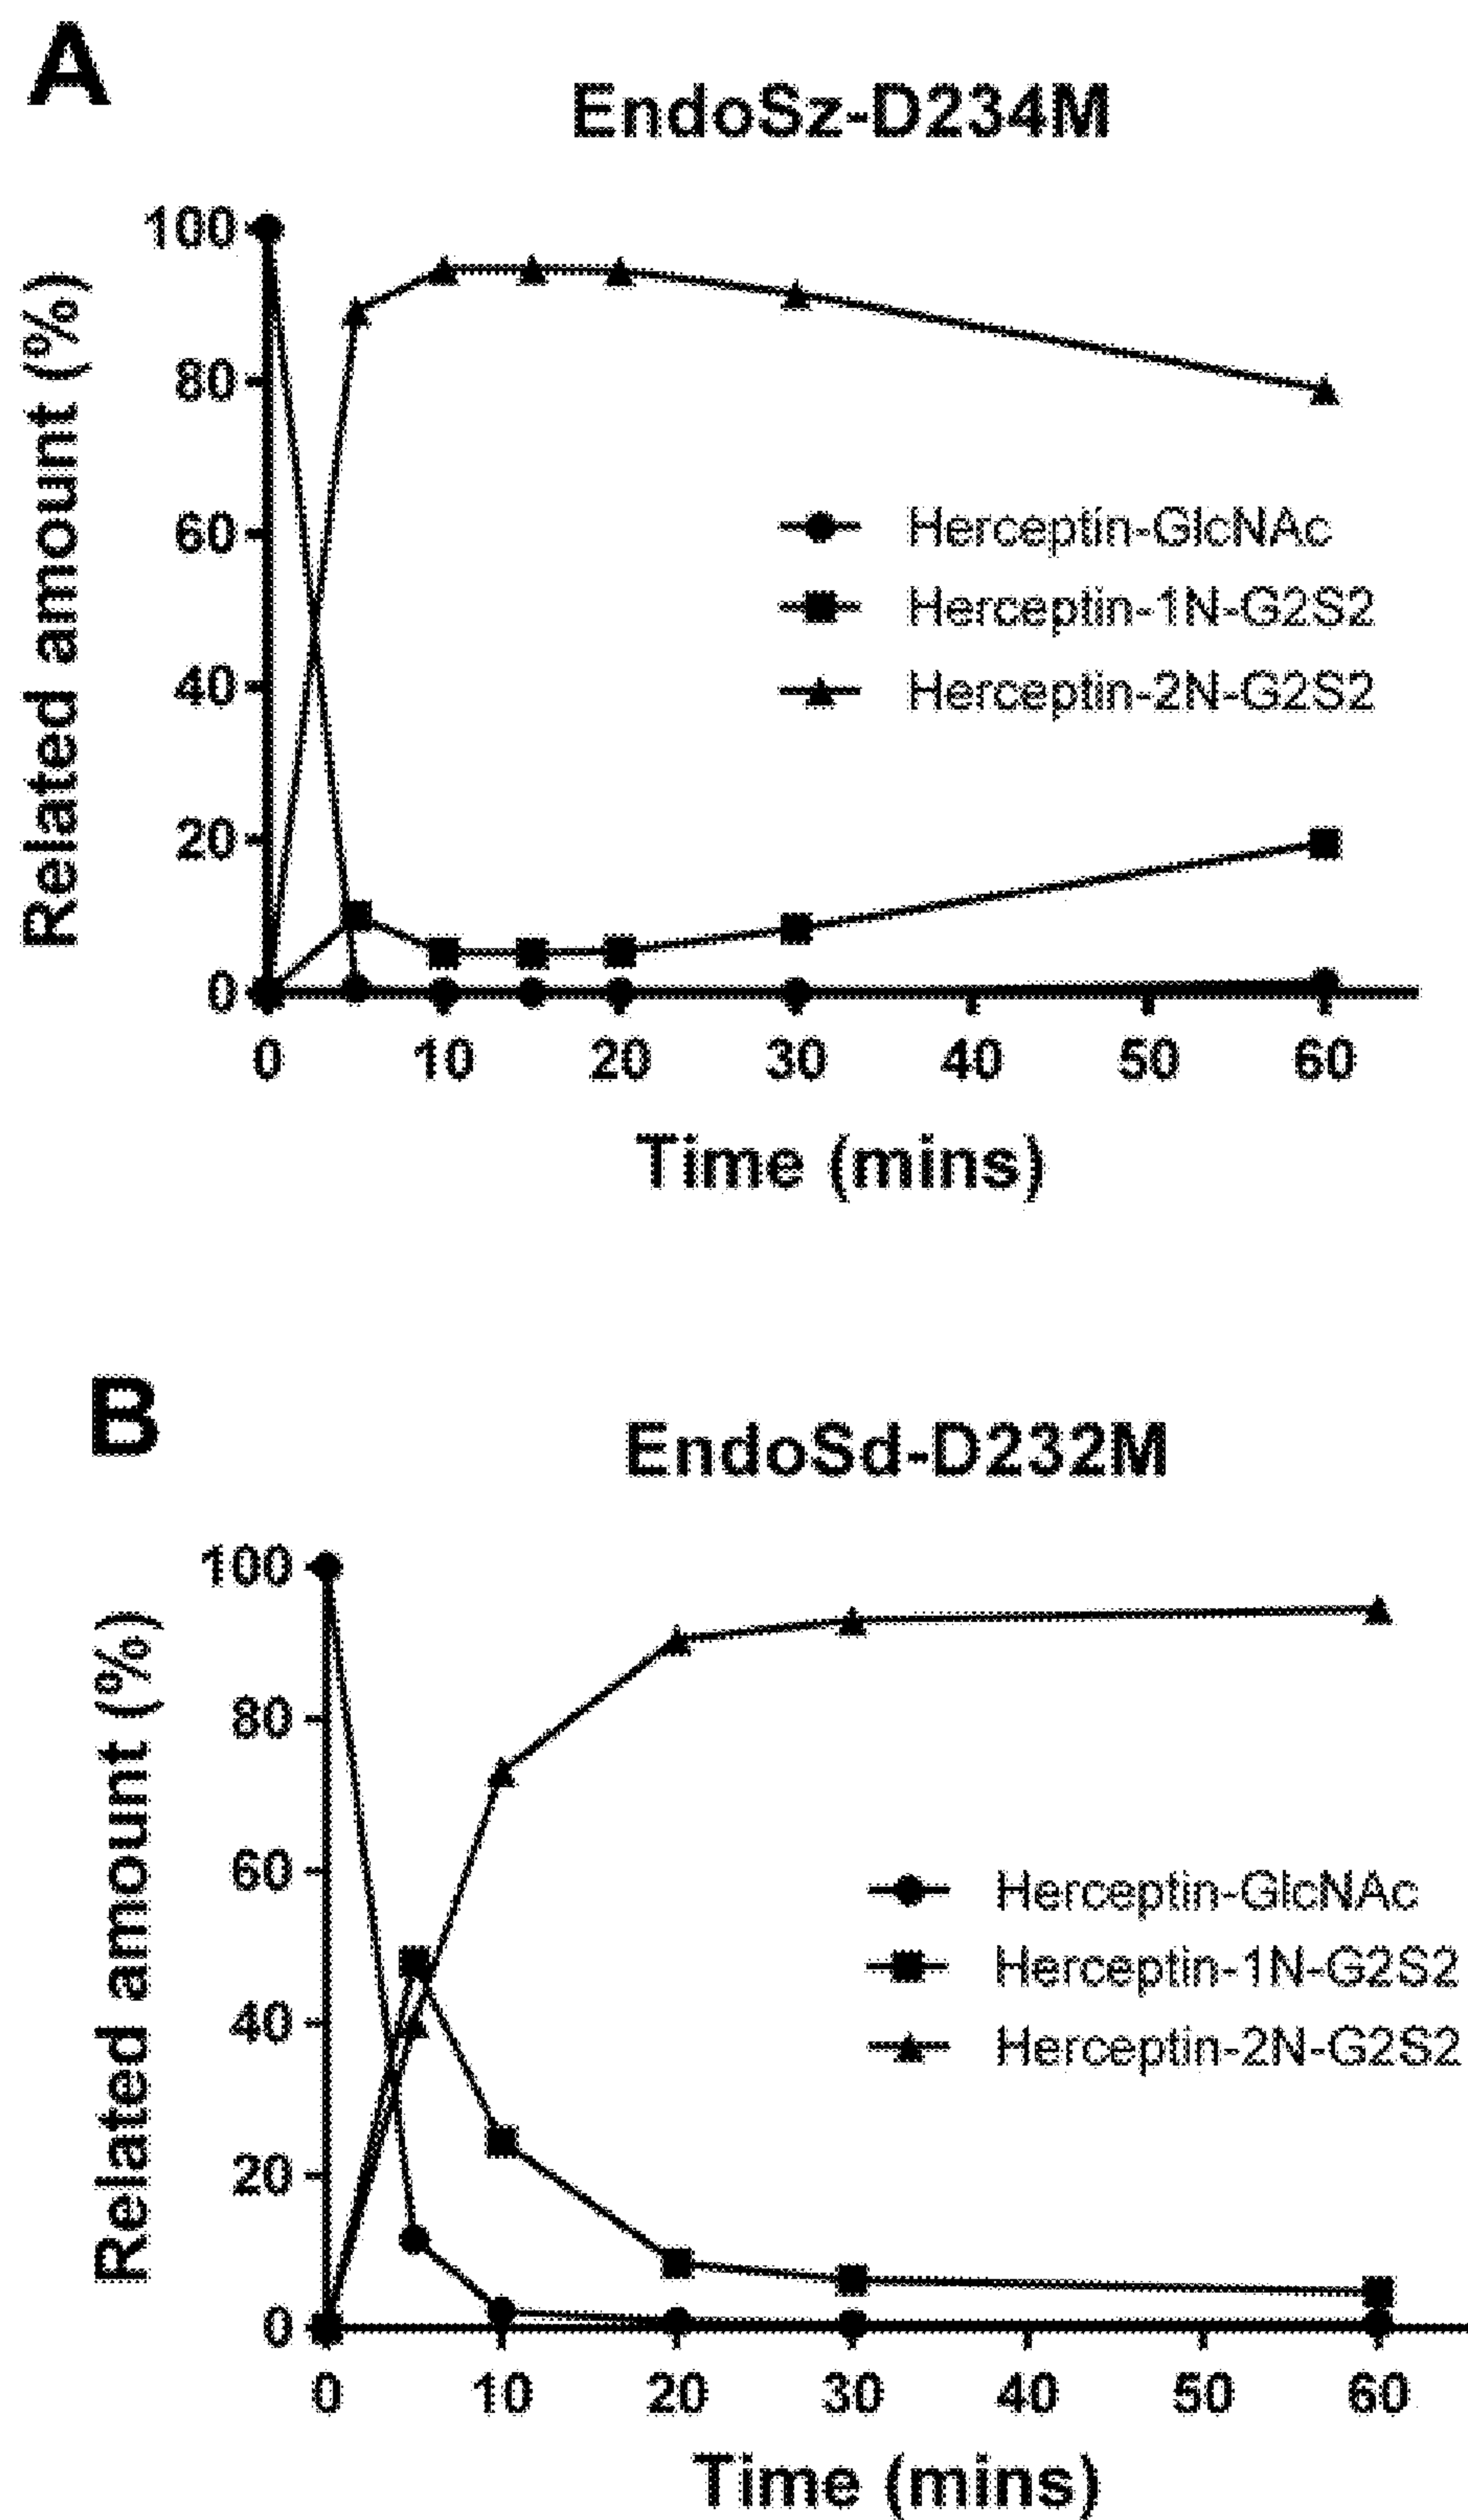 A
EndoSz-D234M
Related amount (%)
100
80
60
40
20
0
Herceptin-GlcNAc
Herceptin-1N-G2S2
Herceptin-2N-G2S2
0 10 20 30 40 50 60
Time (mins)
B
EndoSd-D232M
Related amount (%)
100
80
60
40
20
0
Herceptin-GlcNAc
Herceptin-1N-G2S2
Herceptin-2N-G2S2
0 10 20 30 40 50 60
Time (mins)